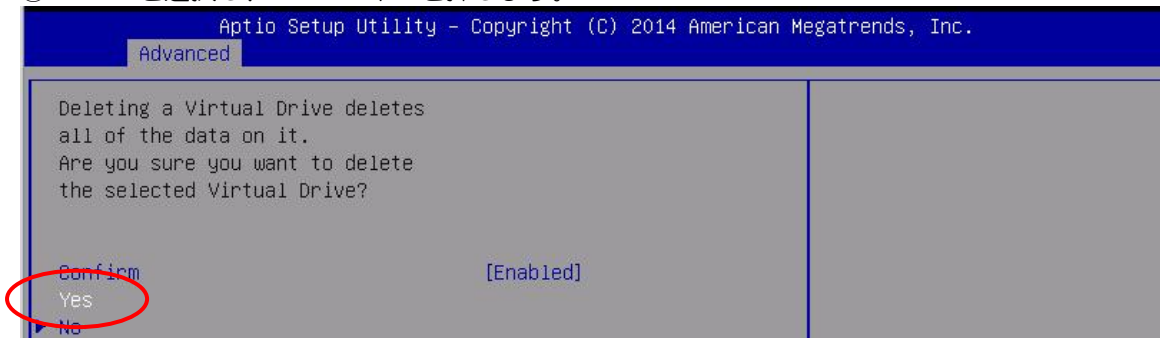 Aptio Setup Utility – Copyright (C) 2014 American Megatrends, Inc.
Advanced
Deleting a Virtual Drive deletes
all of the data on it.
Are you sure you want to delete
the selected Virtual Drive?
Confirm [Enabled]
Yes
No